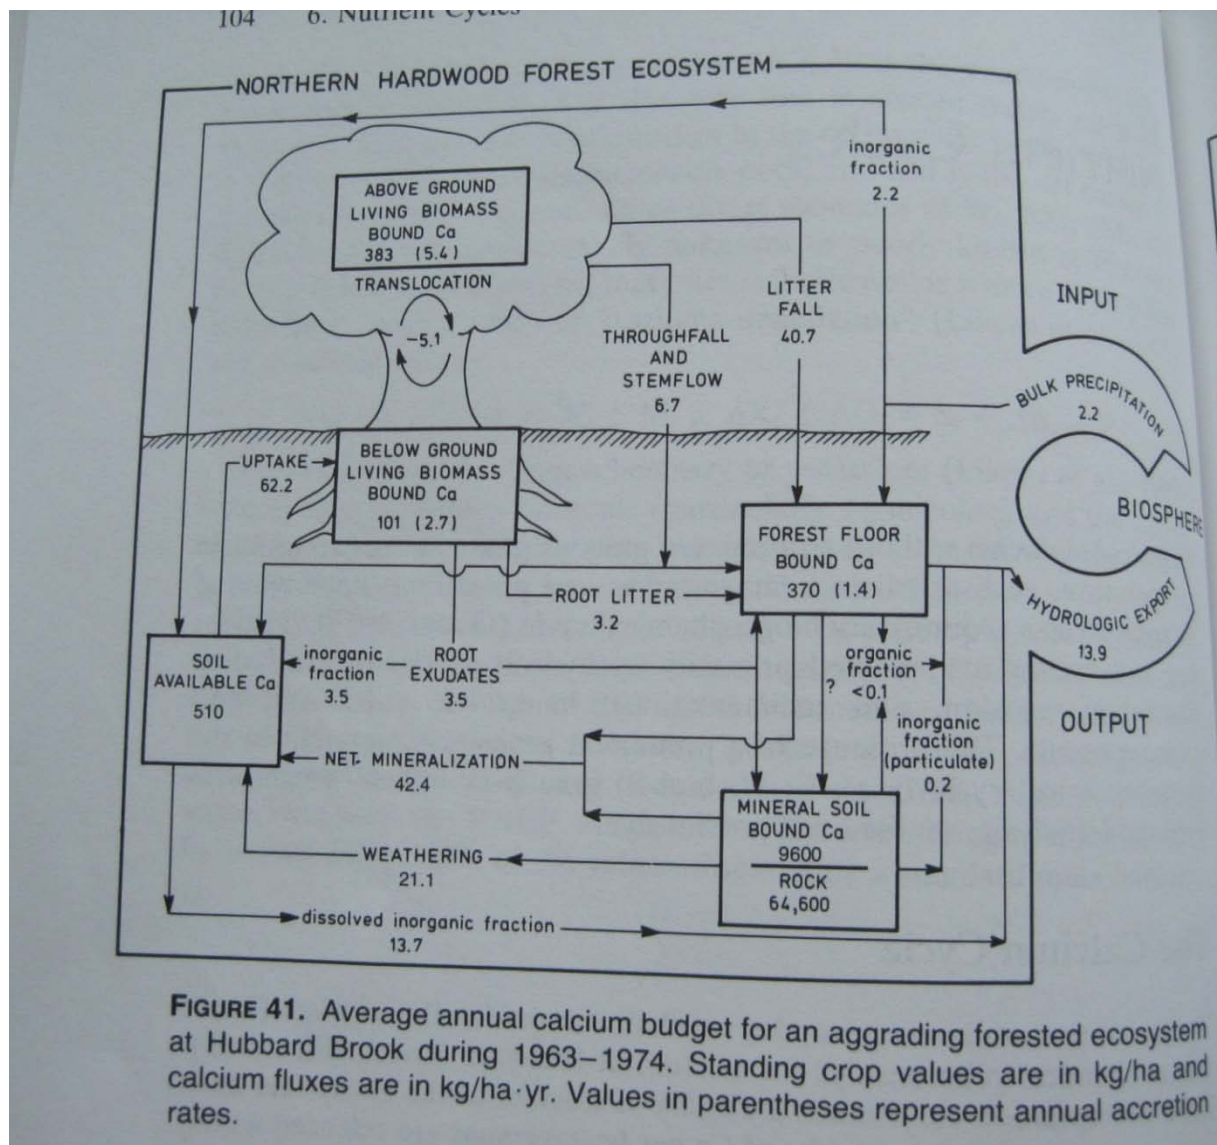 104 6. Nutrient Cycles
NORTHERN HARDWOOD FOREST ECOSYSTEM
inorganic
fraction
2.2
ABOVE GROUND
LIVING BIOMASS
BOUND Ca
383 (5.4)
TRANSLOCATION
-5.1
LITTER
FALL
40.7
THROUGHFALL
AND
STEMFLOW
6.7
INPUT
BULK PRECIPITATION
2.2
BIOSPHERE
UPTAKE
62.2
BELOW GROUND
LIVING BIOMASS
BOUND Ca
101 (2.7)
FOREST FLOOR
BOUND Ca
370 (1.4)
ROOT LITTER
3.2
HYDROLOGIC EXPORT
13.9
OUTPUT
SOIL
AVAILABLE Ca
510
inorganic
fraction
3.5
ROOT
EXUDATES
3.5
?
organic
fraction
<0.1
inorganic
fraction
(particulate)
0.2
NET MINERALIZATION
42.4
MINERAL SOIL
BOUND Ca
9600
ROCK
64,600
WEATHERING
21.1
dissolved inorganic fraction
13.7
FIGURE 41. Average annual calcium budget for an aggrading forested ecosystem
at Hubbard Brook during 1963–1974. Standing crop values are in kg/ha and
calcium fluxes are in kg/ha·yr. Values in parentheses represent annual accretion
rates.